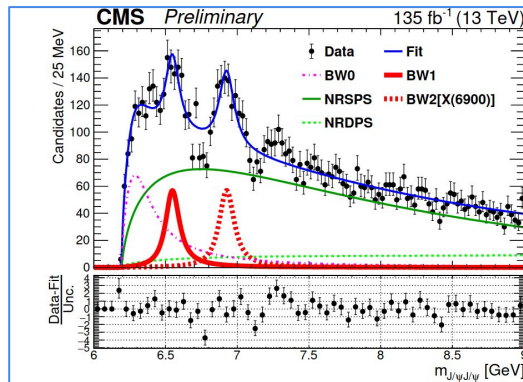 CMS Preliminary 135 fb⁻¹ (13 TeV)
Candidates / 25 MeV
160
140
120
100
80
60
40
20
0
Data
Fit
BW0
BW1
NRSPS
BW2[X(6900)]
NRDPS
Data-Fit
Unc.
4
3
2
1
0
-1
-2
-3
-4
-5
6 6.5 7 7.5 8 8.5 9
m_J/ψJ/ψ [GeV]